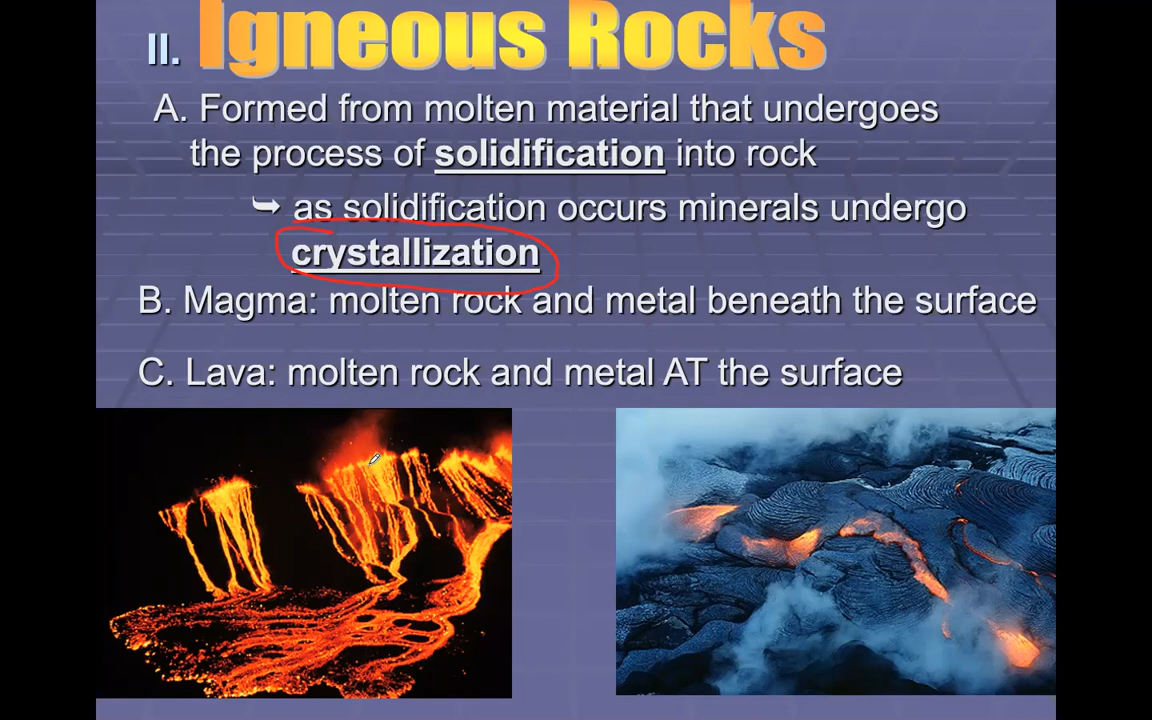 II. Igneous Rocks
A. Formed from molten material that undergoes
the process of solidification into rock
➥ as solidification occurs minerals undergo
crystallization
B. Magma: molten rock and metal beneath the surface
C. Lava: molten rock and metal AT the surface